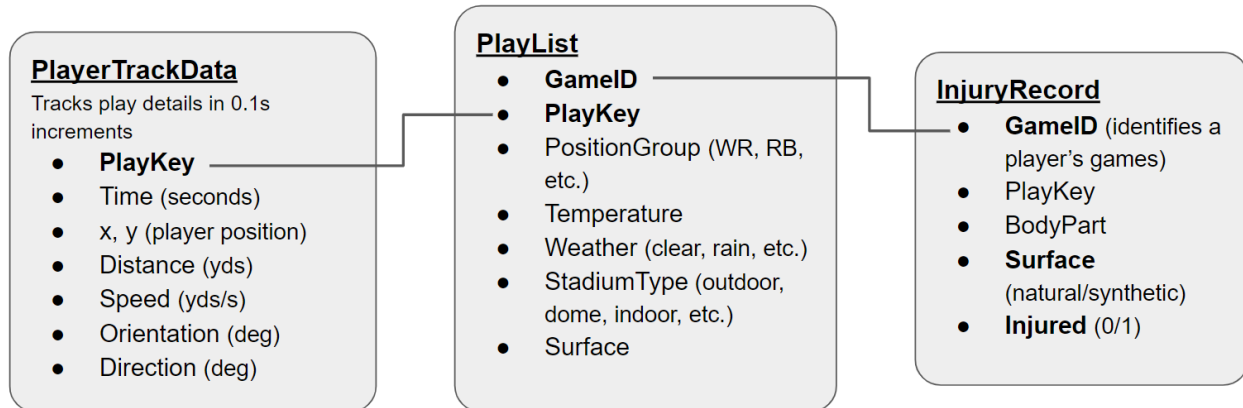 PlayerTrackData
Tracks play details in 0.1s
increments
● PlayKey
● Time (seconds)
● x, y (player position)
● Distance (yds)
● Speed (yds/s)
● Orientation (deg)
● Direction (deg)
PlayList
● GameID
● PlayKey
● PositionGroup (WR, RB,
etc.)
● Temperature
● Weather (clear, rain, etc.)
● StadiumType (outdoor,
dome, indoor, etc.)
● Surface
InjuryRecord
● GameID (identifies a
player’s games)
● PlayKey
● BodyPart
● Surface
(natural/synthetic)
● Injured (0/1)